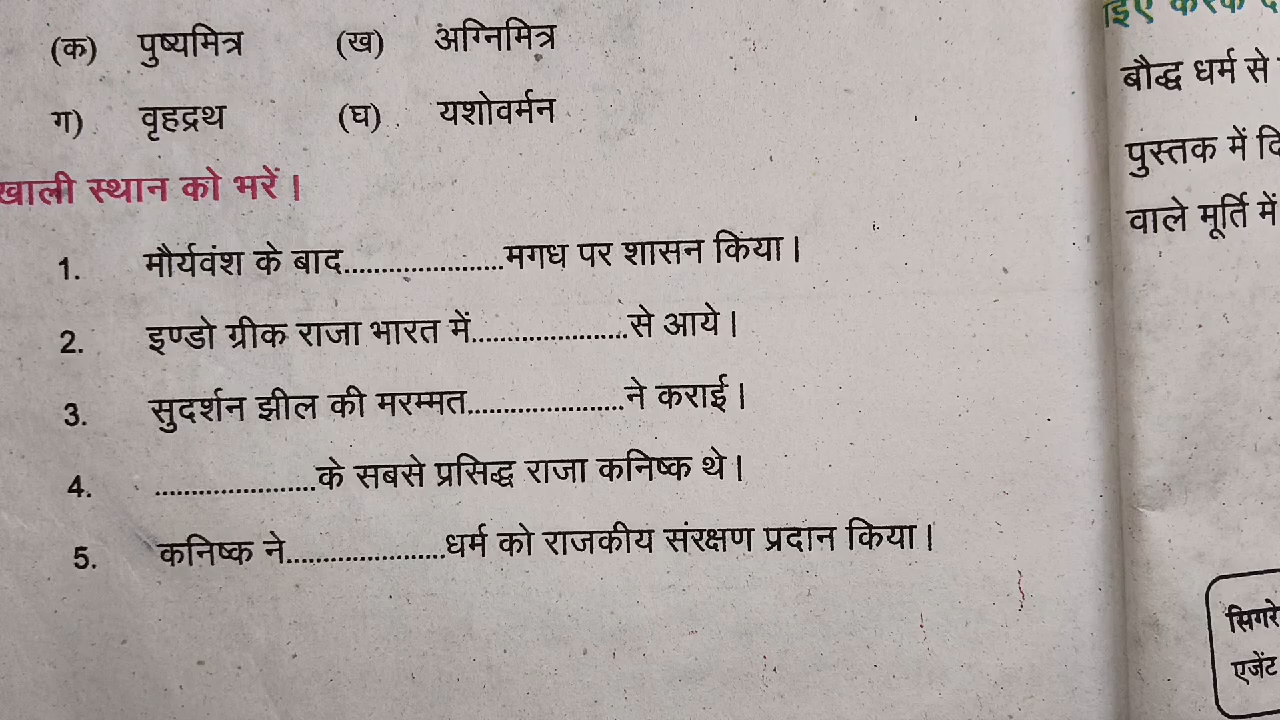 (क) पुष्यमित्र (ख) अग्निमित्र
ग) वृहद्रथ (घ) यशोवर्मन
खाली स्थान को भरें।
1. मौर्यवंश के बाद......................मगध पर शासन किया।
2. इण्डो ग्रीक राजा भारत में......................से आये।
3. सुदर्शन झील की मरम्मत......................ने कराई।
4. ......................के सबसे प्रसिद्ध राजा कनिष्क थे।
5. कनिष्क ने......................धर्म को राजकीय संरक्षण प्रदान किया।
बौद्ध धर्म से
पुस्तक में
वाले मूर्ति में
एजेंट